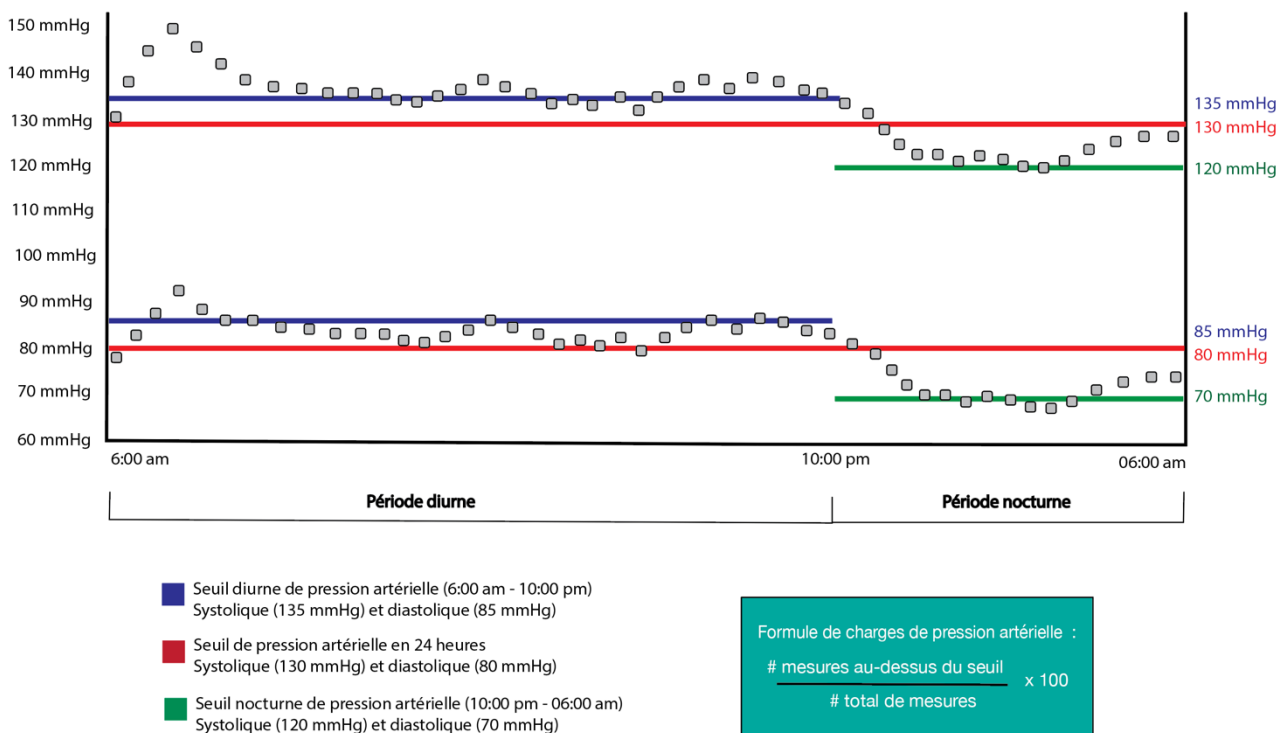 150 mmHg
140 mmHg
130 mmHg
120 mmHg
110 mmHg
100 mmHg
90 mmHg
80 mmHg
70 mmHg
60 mmHg
135 mmHg
130 mmHg
120 mmHg
85 mmHg
80 mmHg
70 mmHg
6:00 am
10:00 pm
06:00 am
Période diurne
Période nocturne
Seuil diurne de pression artérielle (6:00 am - 10:00 pm)
Systolique (135 mmHg) et diastolique (85 mmHg)
Seuil de pression artérielle en 24 heures
Systolique (130 mmHg) et diastolique (80 mmHg)
Seuil nocturne de pression artérielle (10:00 pm - 06:00 am)
Systolique (120 mmHg) et diastolique (70 mmHg)
Formule de charges de pression artérielle :
# mesures au-dessus du seuil
x 100
# total de mesures